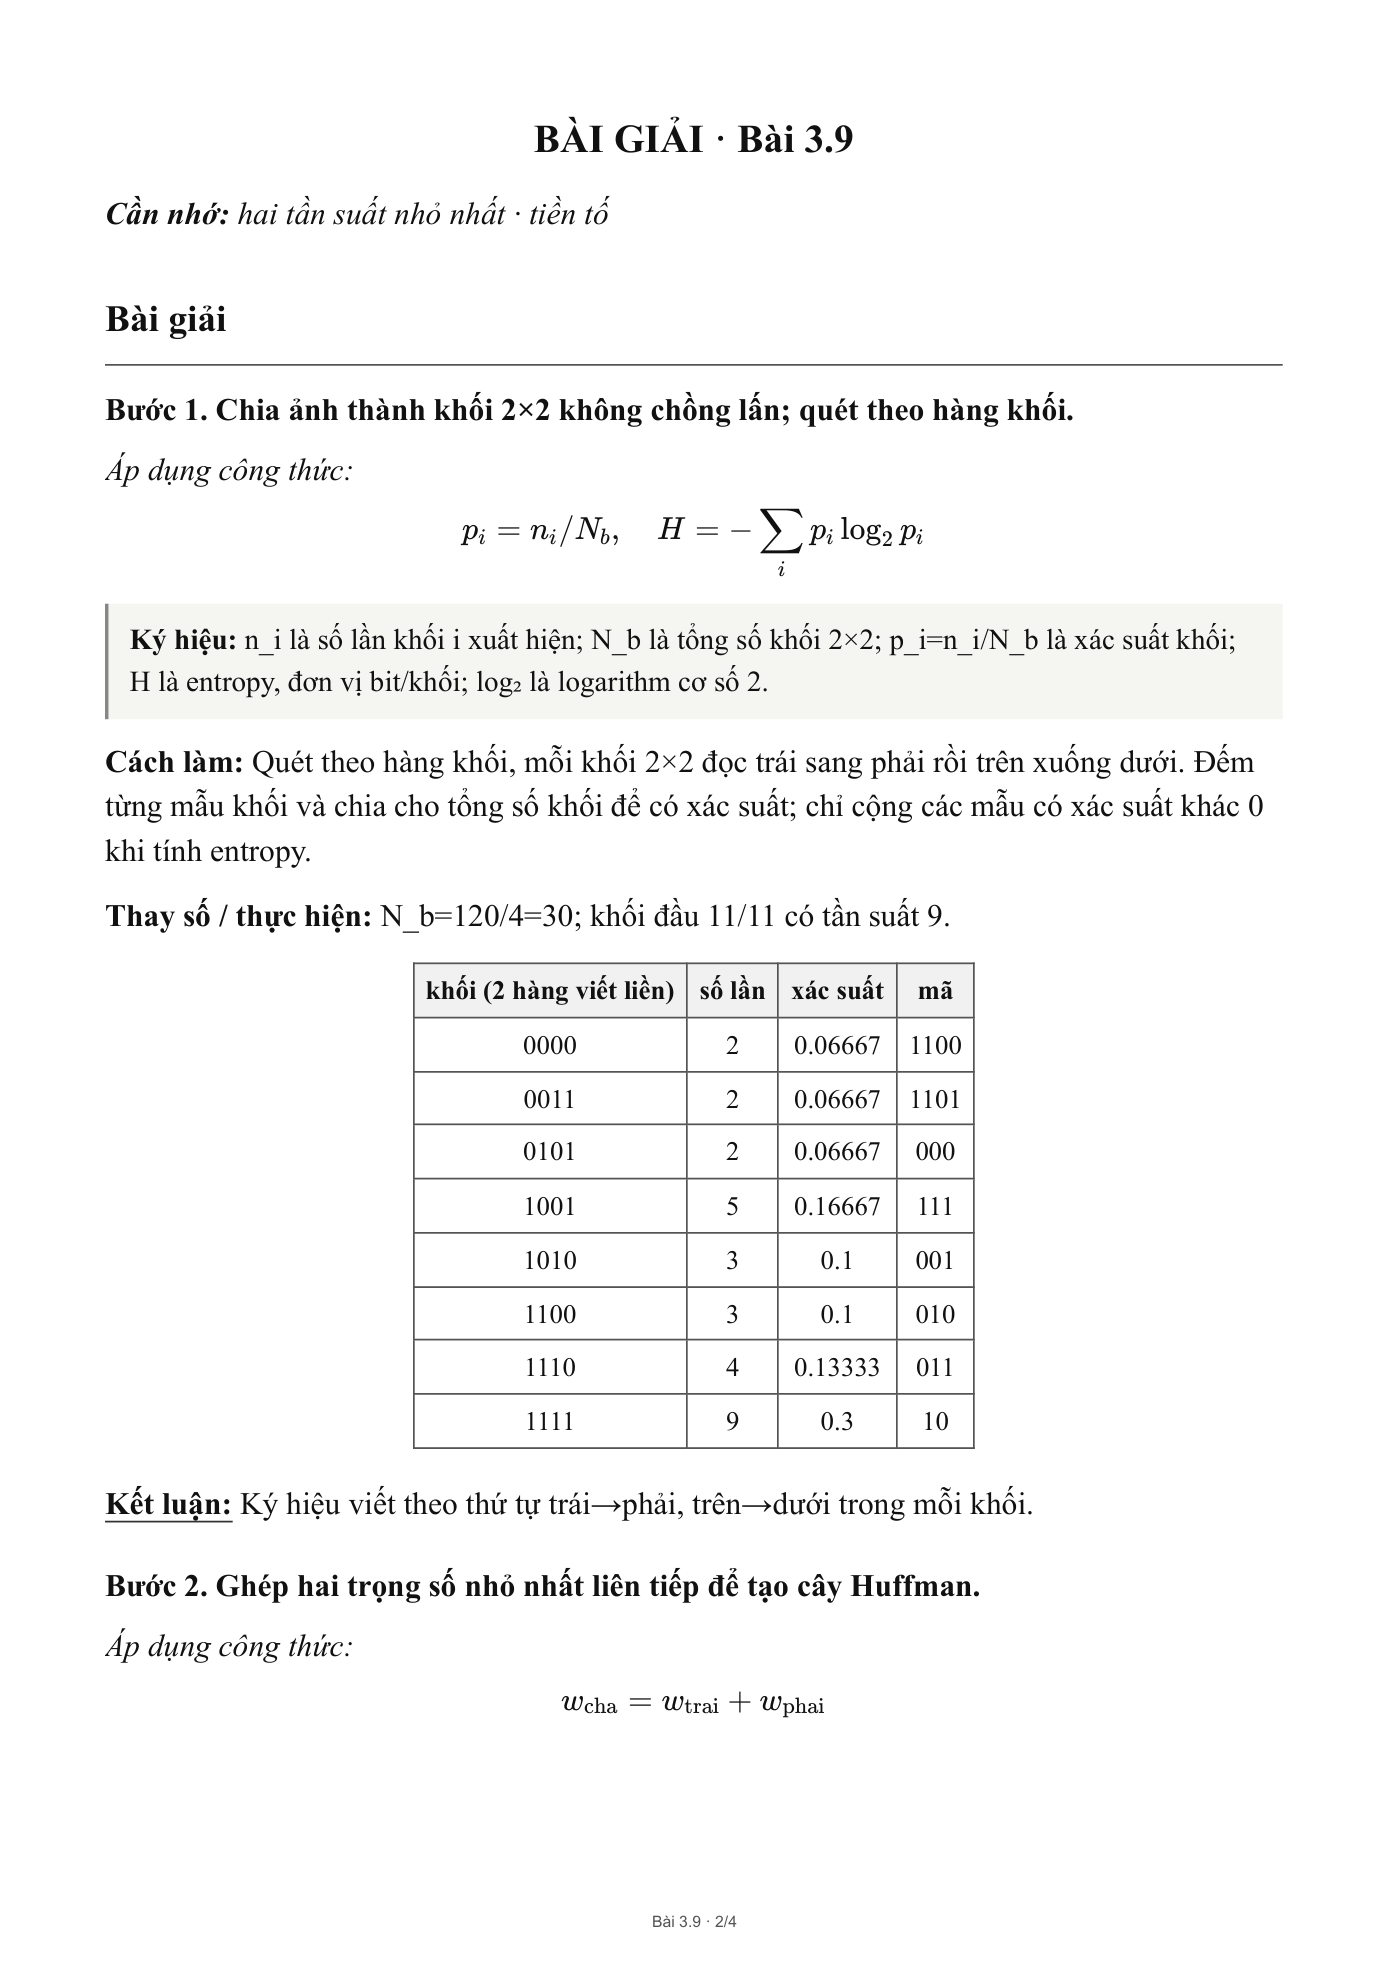 BÀI GIẢI · Bài 3.9
Cần nhớ: hai tần suất nhỏ nhất · tiền tố
Bài giải
Bước 1. Chia ảnh thành khối 2×2 không chồng lấn; quét theo hàng khối.
Áp dụng công thức:
p_i = n_i/N_b, H = − ∑_i p_i log_2 p_i
Ký hiệu: n_i là số lần khối i xuất hiện; N_b là tổng số khối 2×2; p_i=n_i/N_b là xác suất khối;
H là entropy, đơn vị bit/khối; log₂ là logarithm cơ số 2.
Cách làm: Quét theo hàng khối, mỗi khối 2×2 đọc trái sang phải rồi trên xuống dưới. Đếm
từng mẫu khối và chia cho tổng số khối để có xác suất; chỉ cộng các mẫu có xác suất khác 0
khi tính entropy.
Thay số / thực hiện: N_b=120/4=30; khối đầu 11/11 có tần suất 9.
khối (2 hàng viết liền) số lần xác suất mã
0000 2 0.06667 1100
0011 2 0.06667 1101
0101 2 0.06667 000
1001 5 0.16667 111
1010 3 0.1 001
1100 3 0.1 010
1110 4 0.13333 011
1111 9 0.3 10
Kết luận: Ký hiệu viết theo thứ tự trái→phải, trên→dưới trong mỗi khối.
Bước 2. Ghép hai trọng số nhỏ nhất liên tiếp để tạo cây Huffman.
Áp dụng công thức:
w_cha = w_trai + w_phai
Bài 3.9 · 2/4